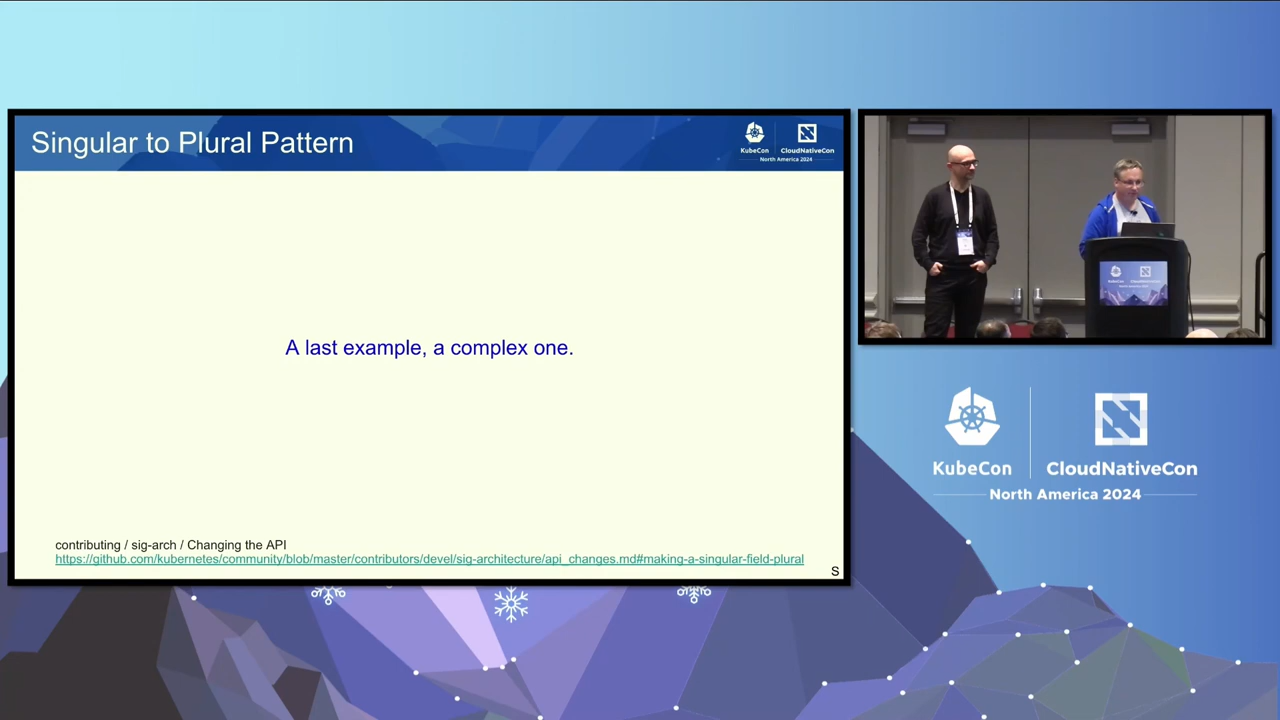 Singular to Plural Pattern
KubeCon
CloudNativeCon
North America 2024
A last example, a complex one.
contributing / sig-arch / Changing the API
https://github.com/kubernetes/community/blob/master/contributors/devel/sig-architecture/api_changes.md#making-a-singular-field-plural
S
KubeCon
CloudNativeCon
North America 2024